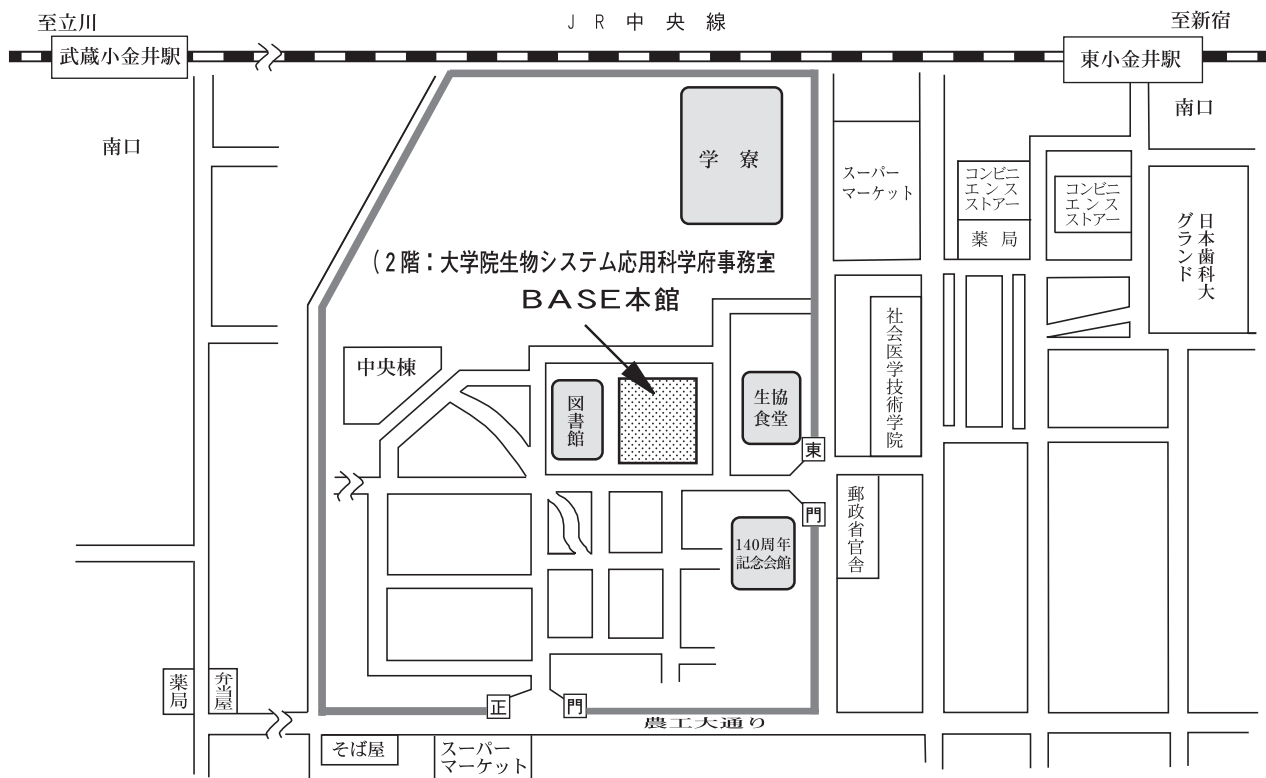 至立川
JR中央線
至新宿
武蔵小金井駅
東小金井駅
南口
南口
学寮
スーパー
マーケット
コンビニ
エンス
ストアー
薬局
コンビニ
エンス
ストアー
日本歯科大
グランド
(2階:大学院生物システム応用科学府事務室
BASE本館
社会医学技術学院
中央棟
図書館
生協
食堂
東
門
郵政省官舎
140周年
記念会館
薬局
弁当屋
正
門
農工大通り
そば屋
スーパー
マーケット